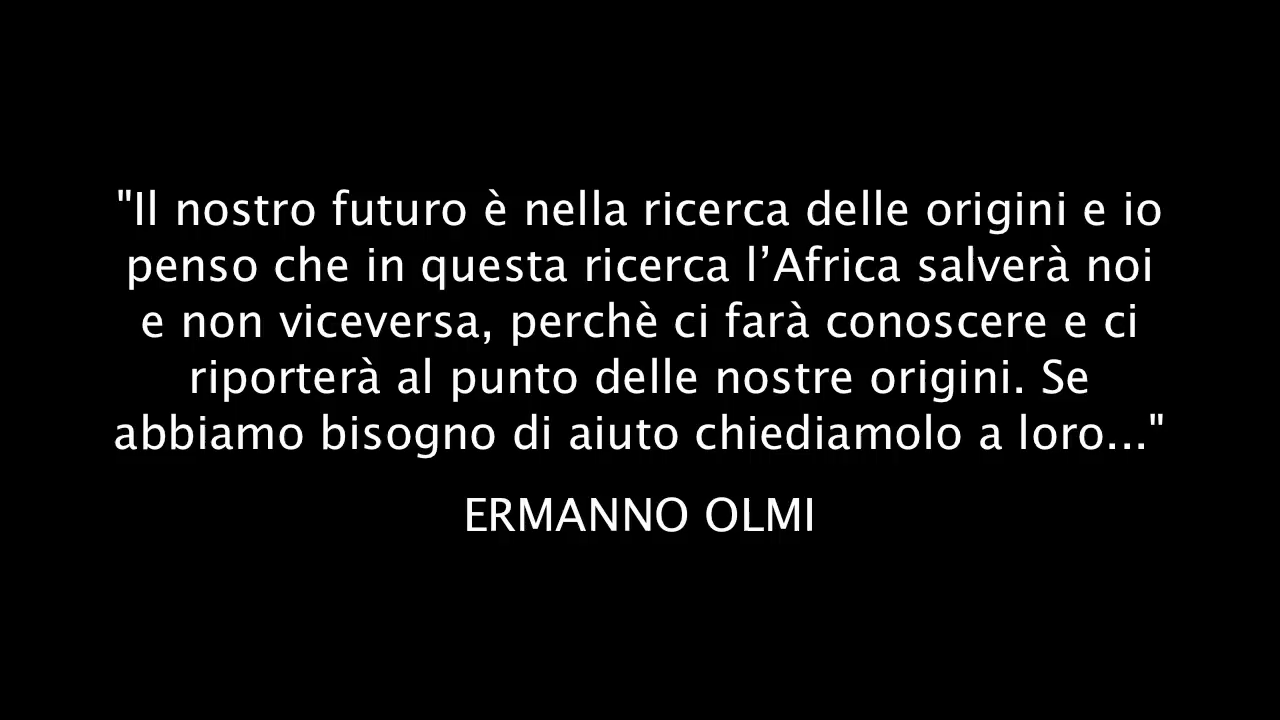 "Il nostro futuro è nella ricerca delle origini e io
penso che in questa ricerca l’Africa salverà noi
e non viceversa, perchè ci farà conoscere e ci
riporterà al punto delle nostre origini. Se
abbiamo bisogno di aiuto chiediamolo a loro..."
ERMANNO OLMI